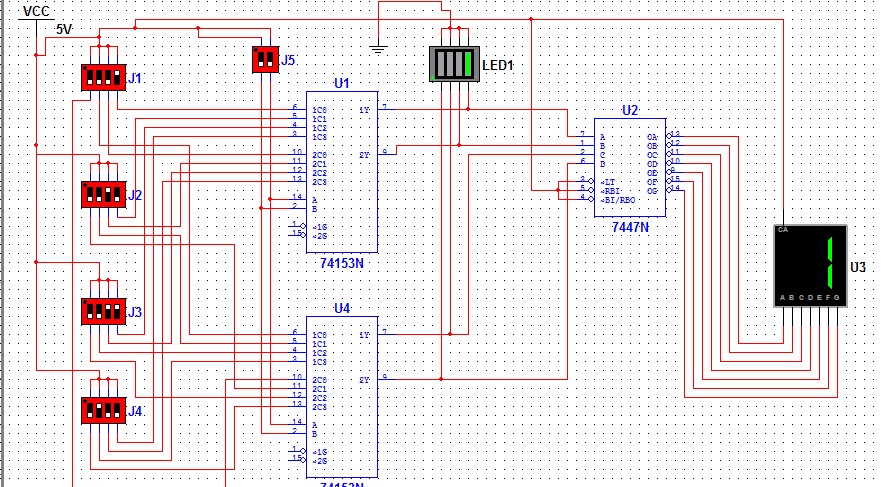 VCC
5V
J1
J5
LED1
J2
J3
J4
U1
6 1C0 1Y 7
5 1C1
4 1C2
3 1C3
10 2C0 2Y 9
11 2C1
12 2C2
13 2C3
14 A
2 B
1 ~1G
15 ~2G
74153N
U4
6 1C0 1Y 7
5 1C1
4 1C2
3 1C3
10 2C0 2Y 9
11 2C1
12 2C2
13 2C3
14 A
2 B
1 ~1G
15 ~2G
74153N
U2
7 A OA 13
1 B OB 12
2 C OC 11
6 D OD 10
OE 9
3 ~LT OF 15
5 ~RBI OG 14
4 ~BI/RBO
7447N
CA
U3
A B C D E F G